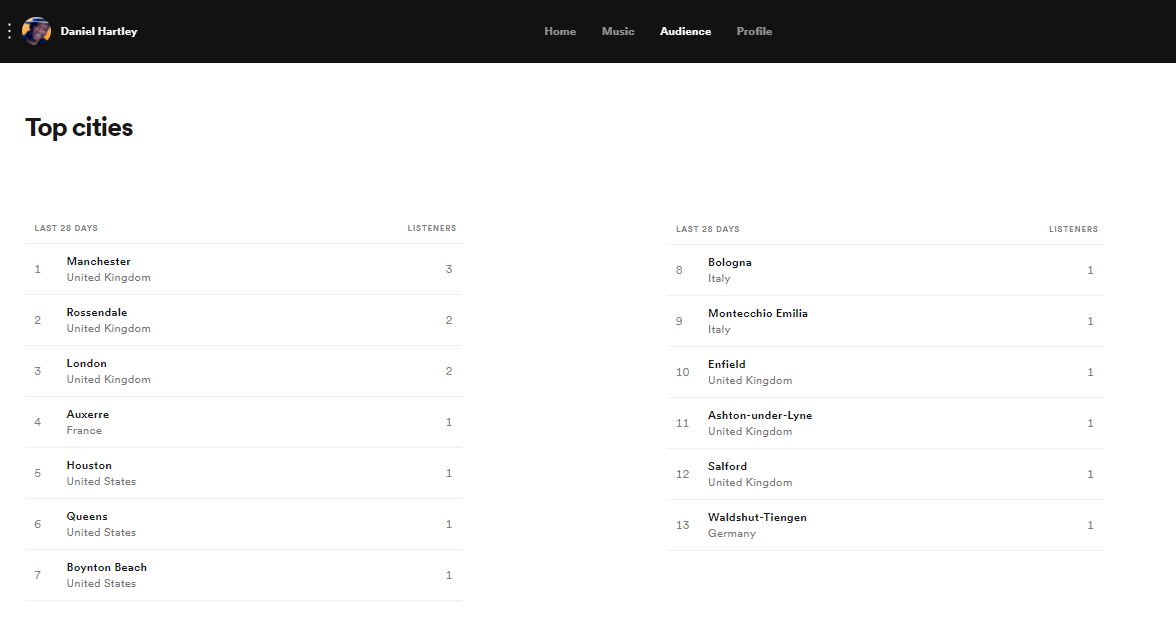 Daniel Hartley
Home Music Audience Profile
Top cities
LAST 28 DAYS LISTENERS
1 Manchester 3
United Kingdom
2 Rossendale 2
United Kingdom
3 London 2
United Kingdom
4 Auxerre 1
France
5 Houston 1
United States
6 Queens 1
United States
7 Boynton Beach 1
United States
LAST 28 DAYS LISTENERS
8 Bologna 1
Italy
9 Montecchio Emilia 1
Italy
10 Enfield 1
United Kingdom
11 Ashton-under-Lyne 1
United Kingdom
12 Salford 1
United Kingdom
13 Waldshut-Tiengen 1
Germany